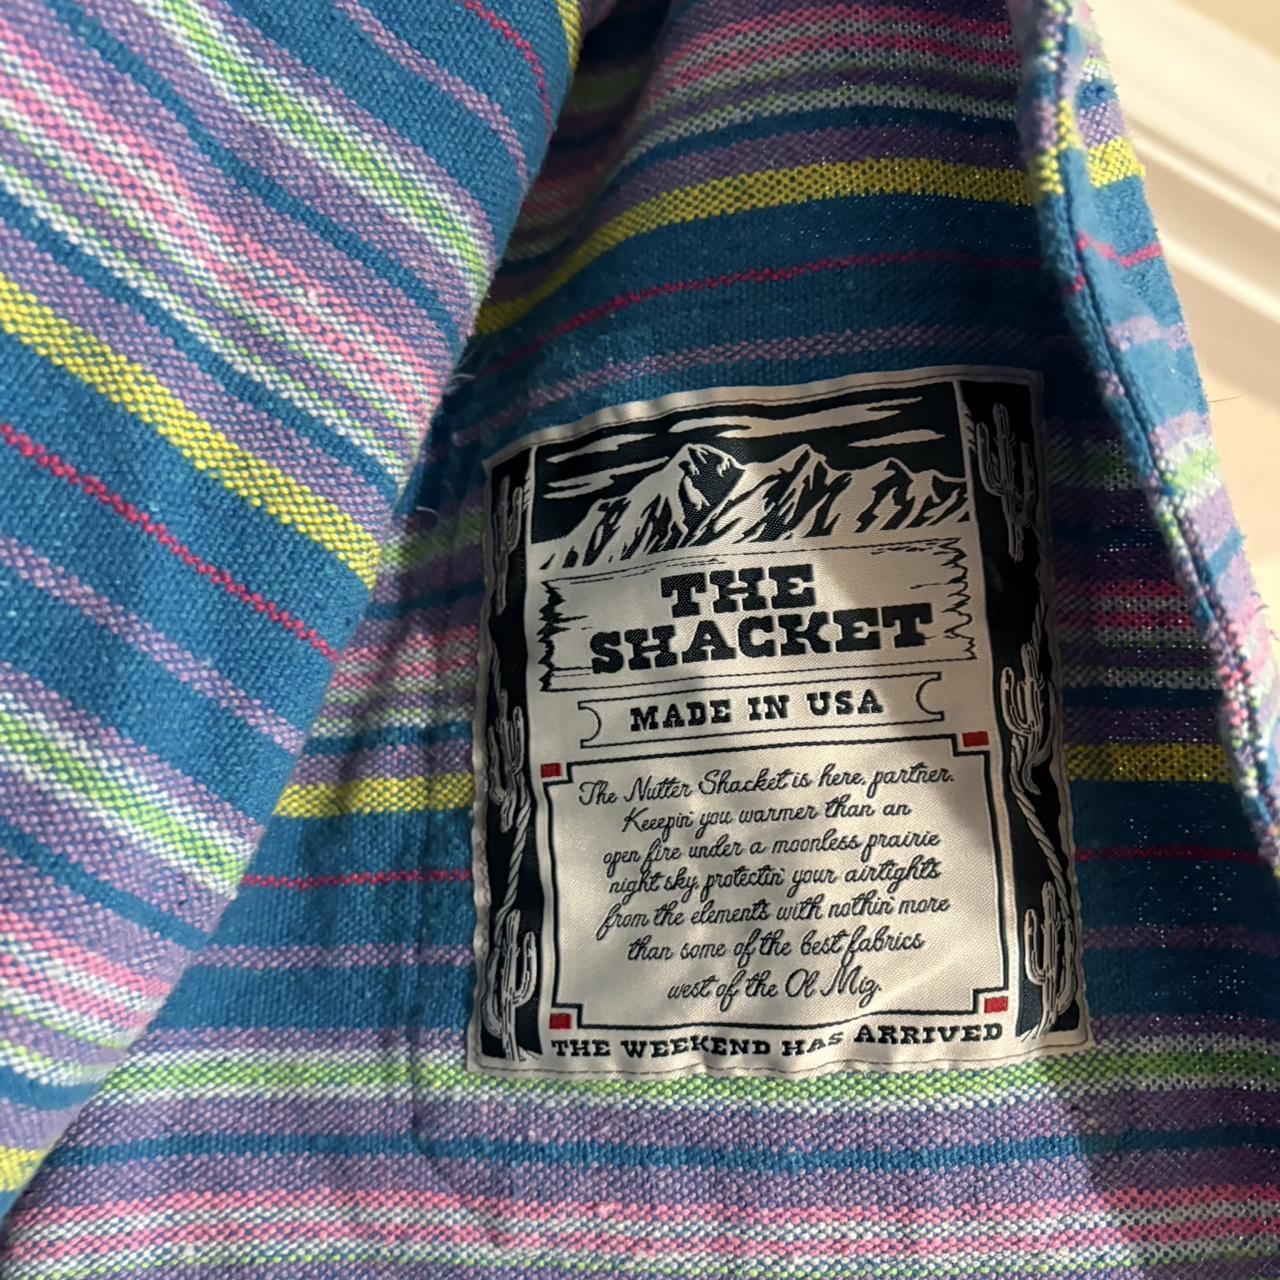 THE
SHACKET
MADE IN USA
The Nutter Shacket is here, partner.
Keeepin' you warmer than an
open fire under a moonless prairie
night sky, protectin' your airtights
from the elements with nothin' more
than some of the best fabrics
west of the Ol Miz.
THE WEEKEND HAS ARRIVED